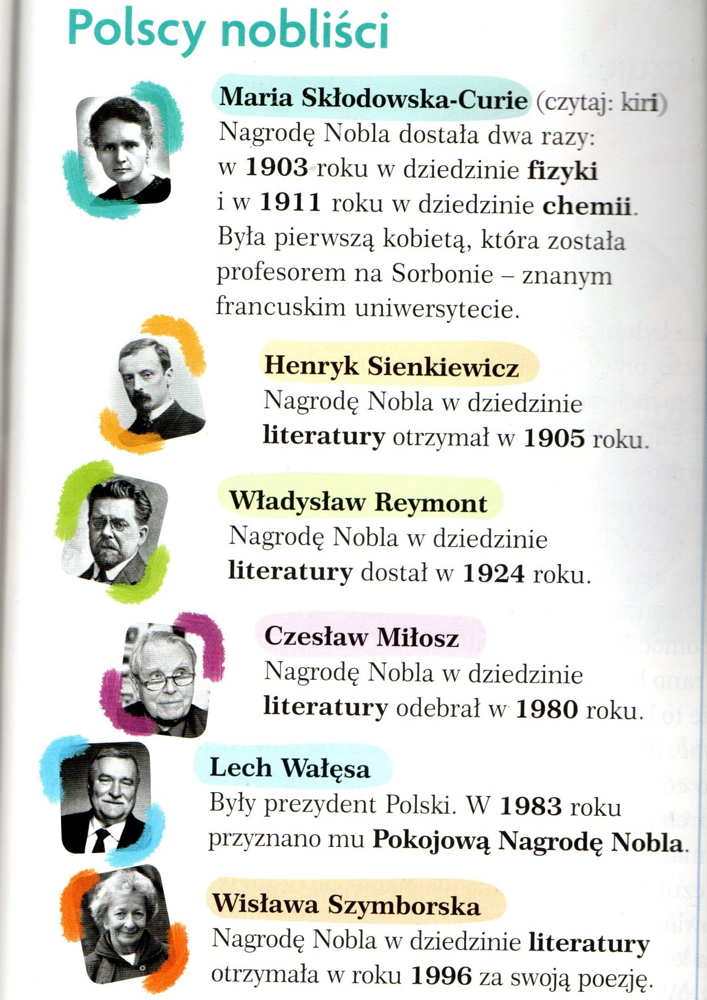 Polscy nobliści
Maria Skłodowska-Curie (czytaj: kiri)
Nagrodę Nobla dostała dwa razy:
w 1903 roku w dziedzinie fizyki
i w 1911 roku w dziedzinie chemii.
Była pierwszą kobietą, która została
profesorem na Sorbonie – znanym
francuskim uniwersytecie.
Henryk Sienkiewicz
Nagrodę Nobla w dziedzinie
literatury otrzymał w 1905 roku.
Władysław Reymont
Nagrodę Nobla w dziedzinie
literatury dostał w 1924 roku.
Czesław Miłosz
Nagrodę Nobla w dziedzinie
literatury odebrał w 1980 roku.
Lech Wałęsa
Były prezydent Polski. W 1983 roku
przyznano mu Pokojową Nagrodę Nobla.
Wisława Szymborska
Nagrodę Nobla w dziedzinie literatury
otrzymała w roku 1996 za swoją poezję.